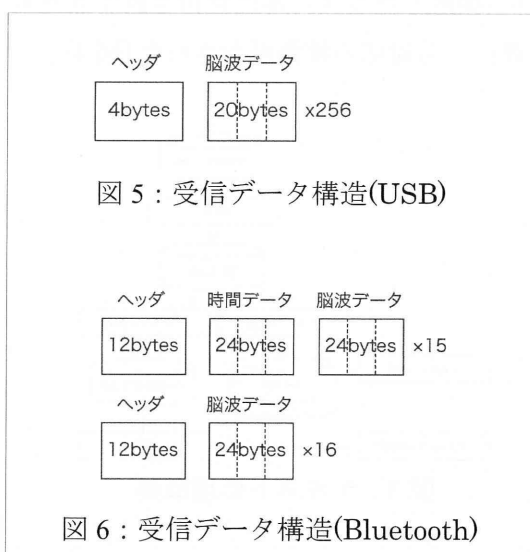 ヘッダ 脳波データ
4bytes 20bytes x256
図 5：受信データ構造(USB)
ヘッダ 時間データ 脳波データ
12bytes 24bytes 24bytes ×15
ヘッダ 脳波データ
12bytes 24bytes ×16
図 6：受信データ構造(Bluetooth)